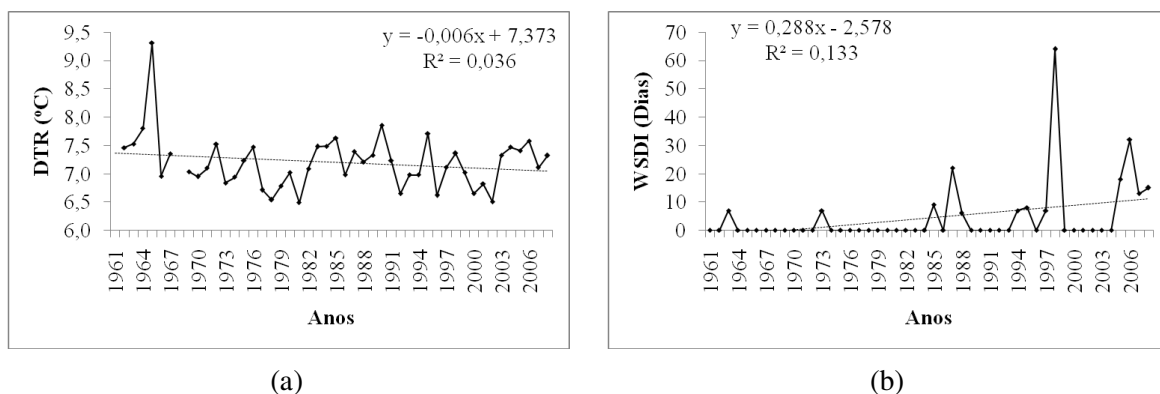 y = -0,006x + 7,373
R² = 0,036
9,5
9,0
8,5
8,0
7,5
7,0
6,5
6,0
DTR (ºC)
1961 1964 1967 1970 1973 1976 1979 1982 1985 1988 1991 1994 1997 2000 2003 2006
Anos
(a)
y = 0,288x - 2,578
R² = 0,133
70
60
50
40
30
20
10
0
WSDI (Dias)
1961 1964 1967 1970 1973 1976 1979 1982 1985 1988 1991 1994 1997 2000 2003 2006
Anos
(b)